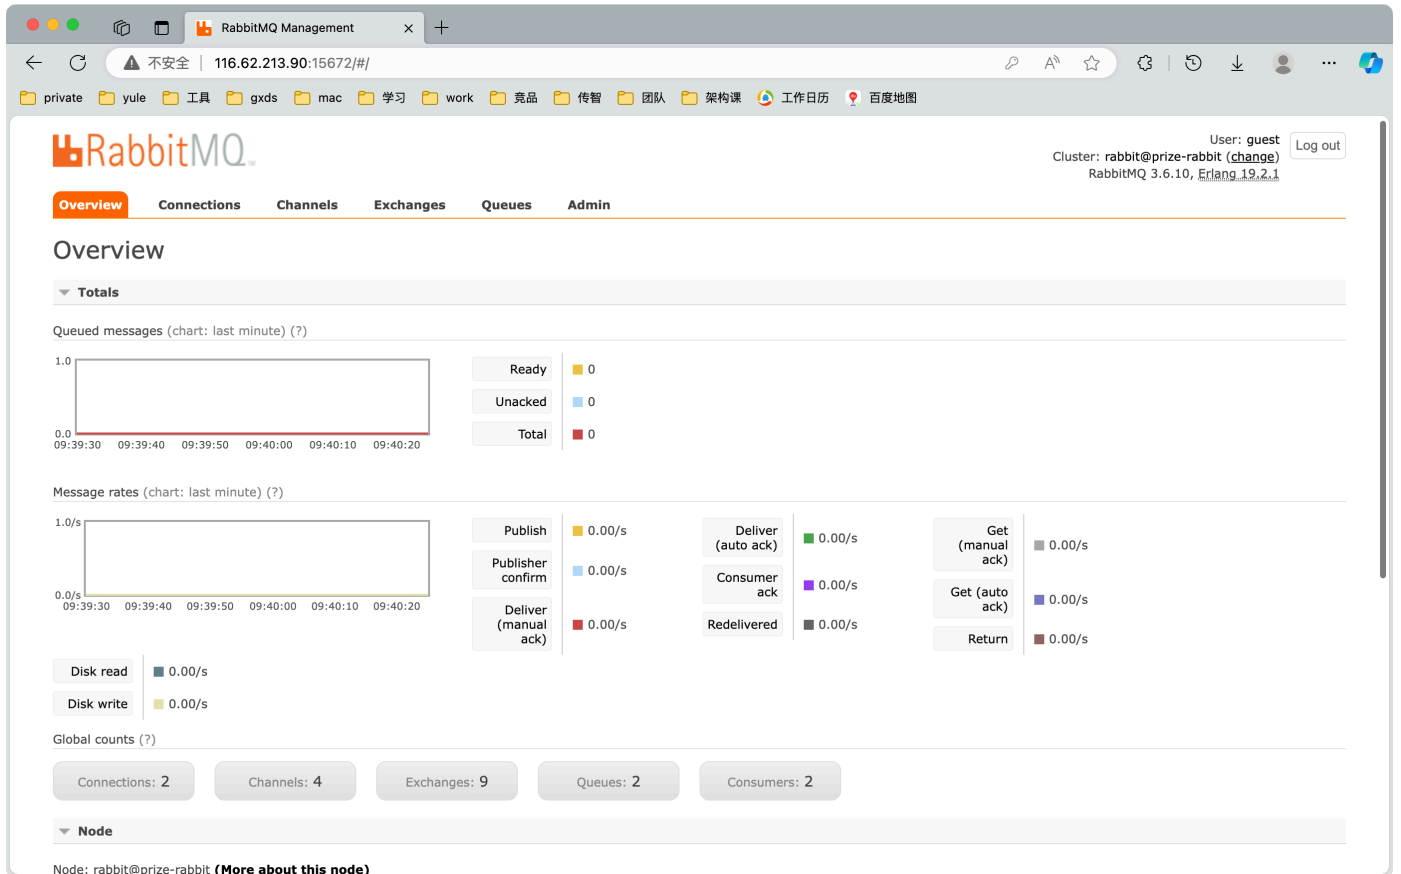 RabbitMQ Management
不安全 116.62.213.90:15672/#/
private yule 工具 gxds mac 学习 work 竞品 传智 团队 架构课 工作日历 百度地图
RabbitMQ
User: guest
Log out
Cluster: rabbit@prize-rabbit (change)
RabbitMQ 3.6.10, Erlang 19.2.1
Overview Connections Channels Exchanges Queues Admin
Overview
Totals
Queued messages (chart: last minute) (?)
1.0
0.0
09:39:30 09:39:40 09:39:50 09:40:00 09:40:10 09:40:20
Ready 0
Unacked 0
Total 0
Message rates (chart: last minute) (?)
1.0/s
0.0/s
09:39:30 09:39:40 09:39:50 09:40:00 09:40:10 09:40:20
Publish 0.00/s
Publisher
confirm 0.00/s
Deliver
(manual 0.00/s
ack)
Deliver
(auto ack) 0.00/s
Consumer
ack 0.00/s
Redelivered 0.00/s
Get
(manual 0.00/s
ack)
Get (auto
ack) 0.00/s
Return 0.00/s
Disk read 0.00/s
Disk write 0.00/s
Global counts (?)
Connections: 2 Channels: 4 Exchanges: 9 Queues: 2 Consumers: 2
Node
Node: rabbit@prize-rabbit (More about this node)